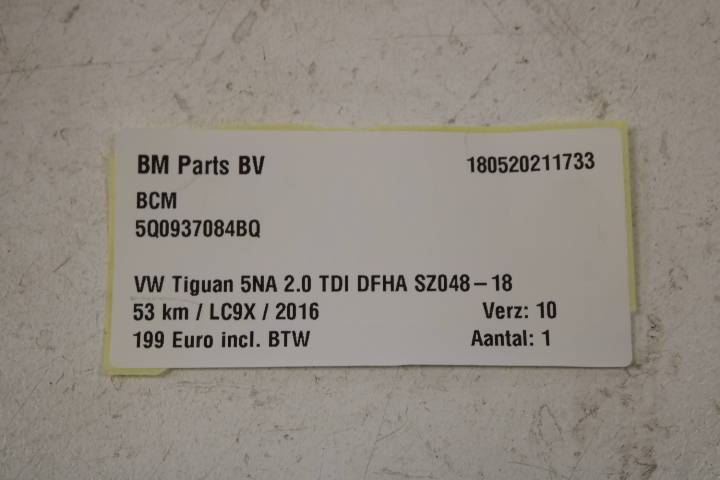 BM Parts BV 180520211733
BCM
5Q0937084BQ
VW Tiguan 5NA 2.0 TDI DFHA SZ048-18
53 km / LC9X / 2016 Verz: 10
199 Euro incl. BTW Aantal: 1